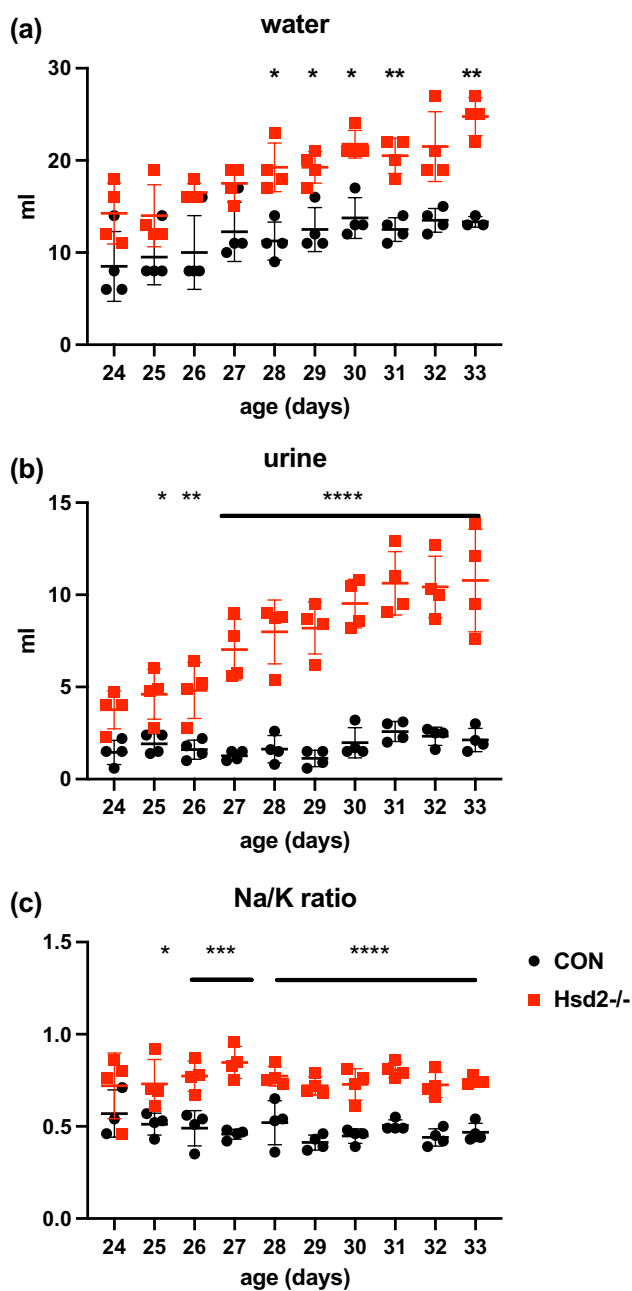 (a)
water
* * * ** **
30
20
10
0
ml
24 25 26 27 28 29 30 31 32 33
age (days)
(b)
urine
* ** ****
15
10
5
0
ml
24 25 26 27 28 29 30 31 32 33
age (days)
(c)
Na/K ratio
* *** ****
1.5
1.0
0.5
0.0
24 25 26 27 28 29 30 31 32 33
age (days)
CON
Hsd2-/-